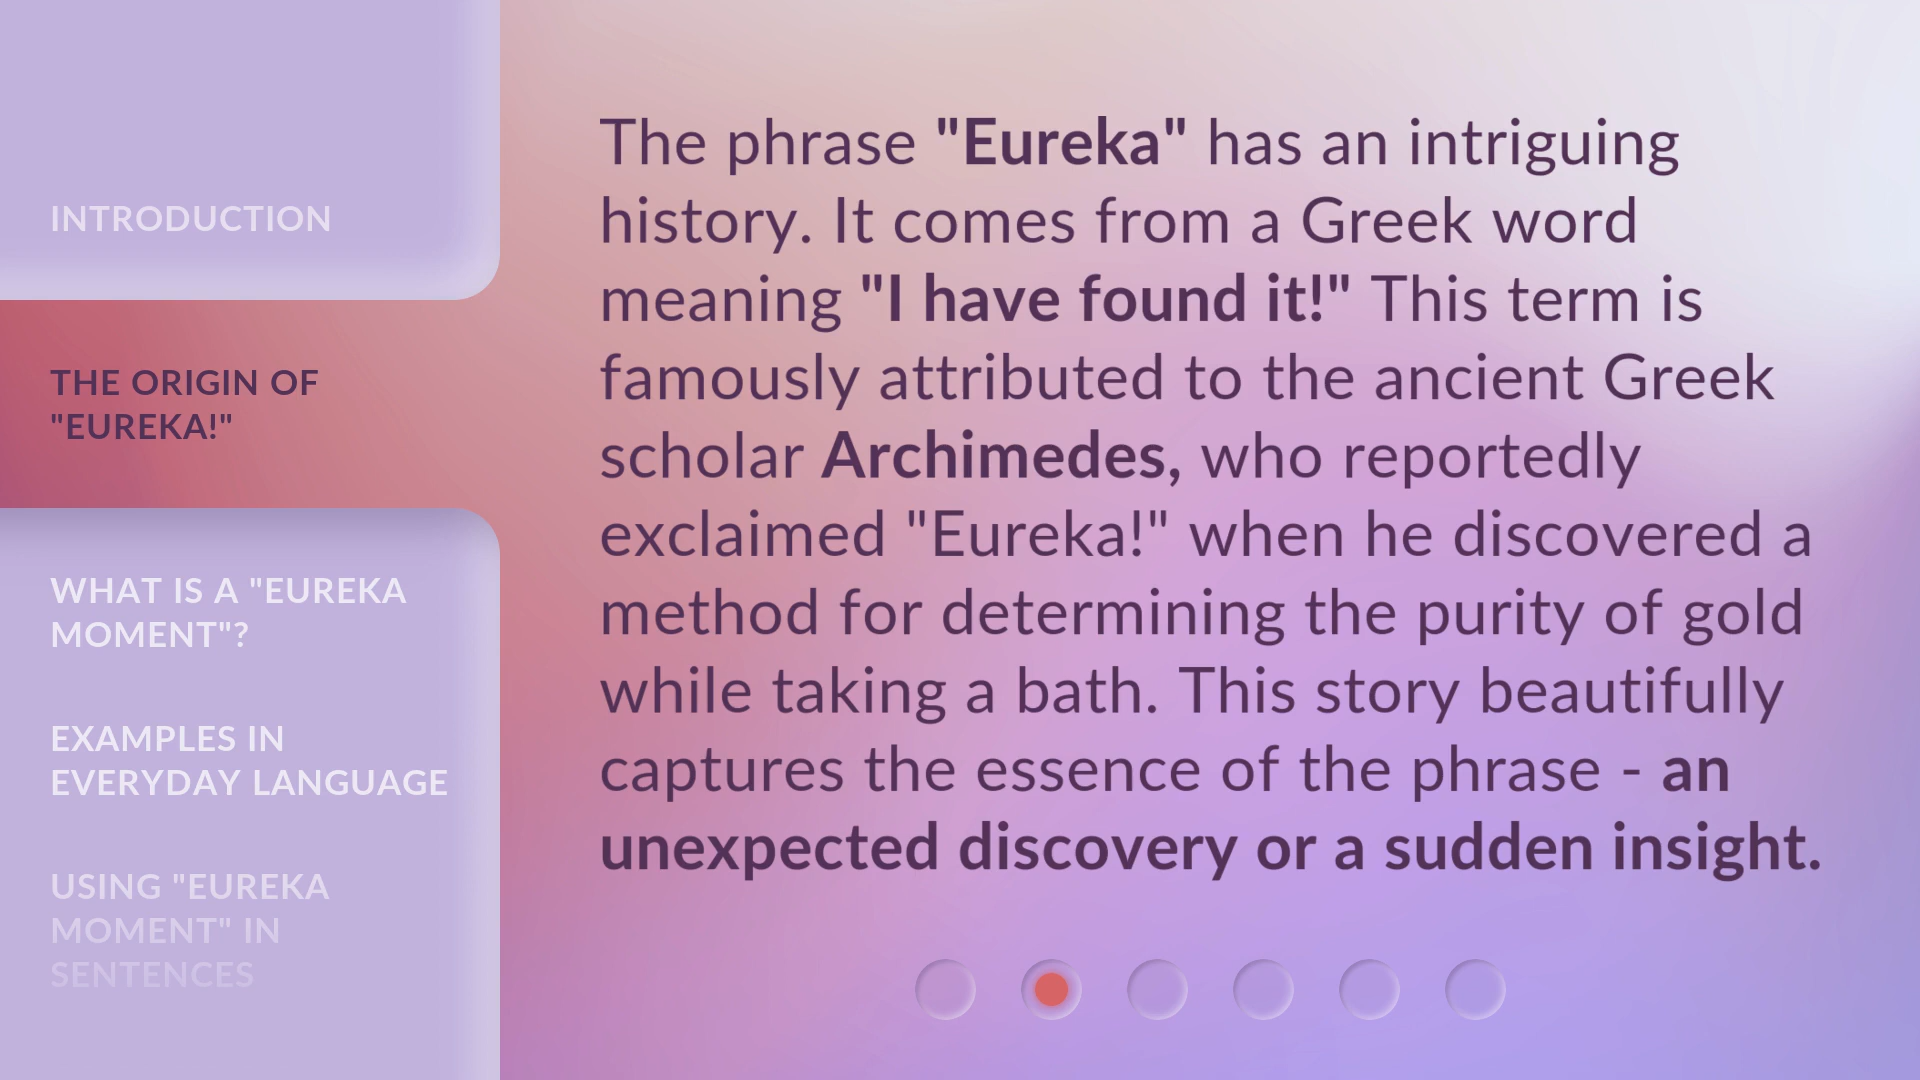 INTRODUCTION
THE ORIGIN OF
"EUREKA!"
WHAT IS A "EUREKA
MOMENT"?
EXAMPLES IN
EVERYDAY LANGUAGE
USING "EUREKA
MOMENT" IN
SENTENCES
The phrase "Eureka" has an intriguing
history. It comes from a Greek word
meaning "I have found it!" This term is
famously attributed to the ancient Greek
scholar Archimedes, who reportedly
exclaimed "Eureka!" when he discovered a
method for determining the purity of gold
while taking a bath. This story beautifully
captures the essence of the phrase - an
unexpected discovery or a sudden insight.